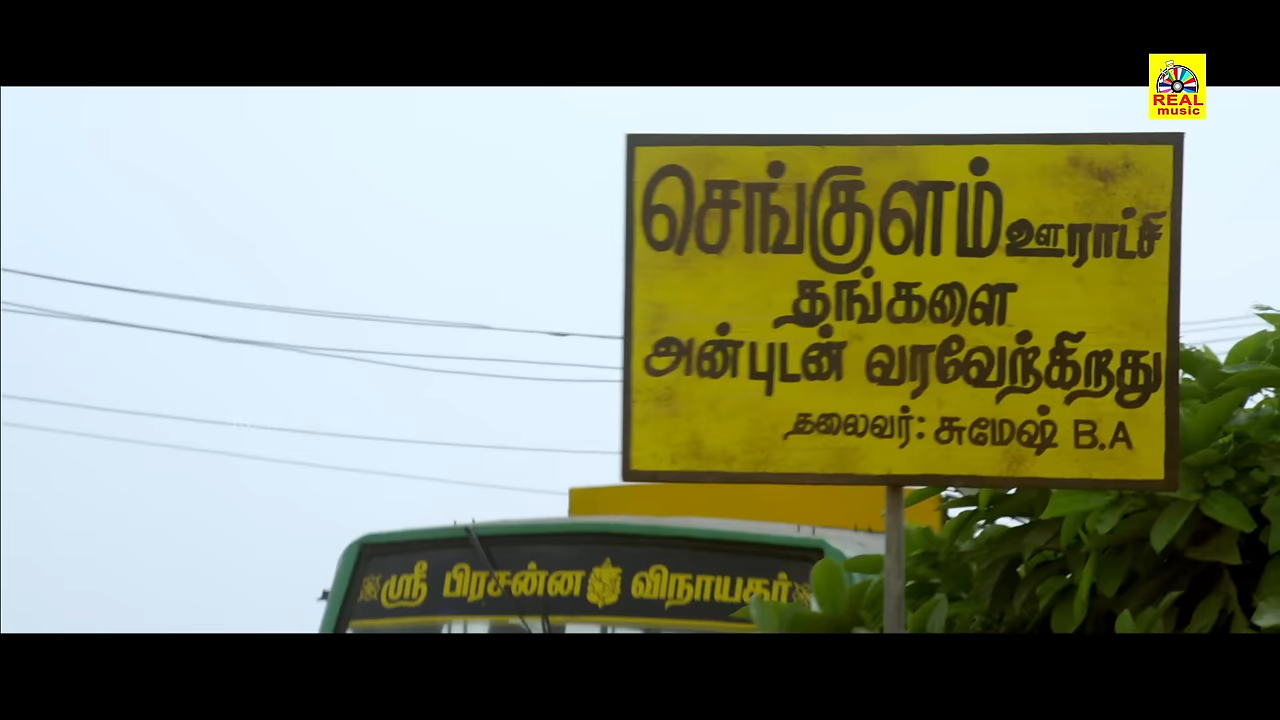 REAL
music
செங்குளம் ஊராட்சி
தங்களை
அன்புடன் வரவேற்கிறது
தலைவர்: சுமேஷ் B.A
ஸ்ரீ பிரசன்ன விநாயகர்